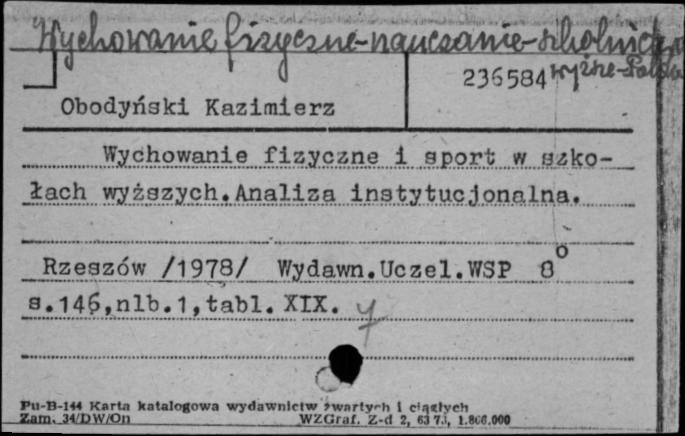 Wychowanie fizyczne-nauczanie-szkolnictwo
wyższe-Polska
236584
Obodyński Kazimierz
Wychowanie fizyczne i sport w szko-
łach wyższych.Analiza instytucjonalna.
Rzeszów /1978/ Wydawn.Uczel.WSP 8°
s.146,nlb.1,tabl.XIX. 7
Pu-B-144 Karta katalogowa wydawnictw zwartych i ciągłych
Zam. 34/DW/On WZGraf. Z-d 2, 63 73, 1.866.000